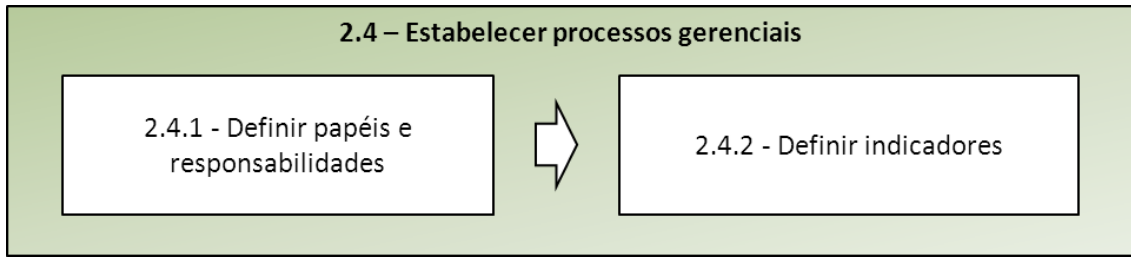 2.4 – Estabelecer processos gerenciais
2.4.1 - Definir papéis e
responsabilidades
2.4.2 - Definir indicadores